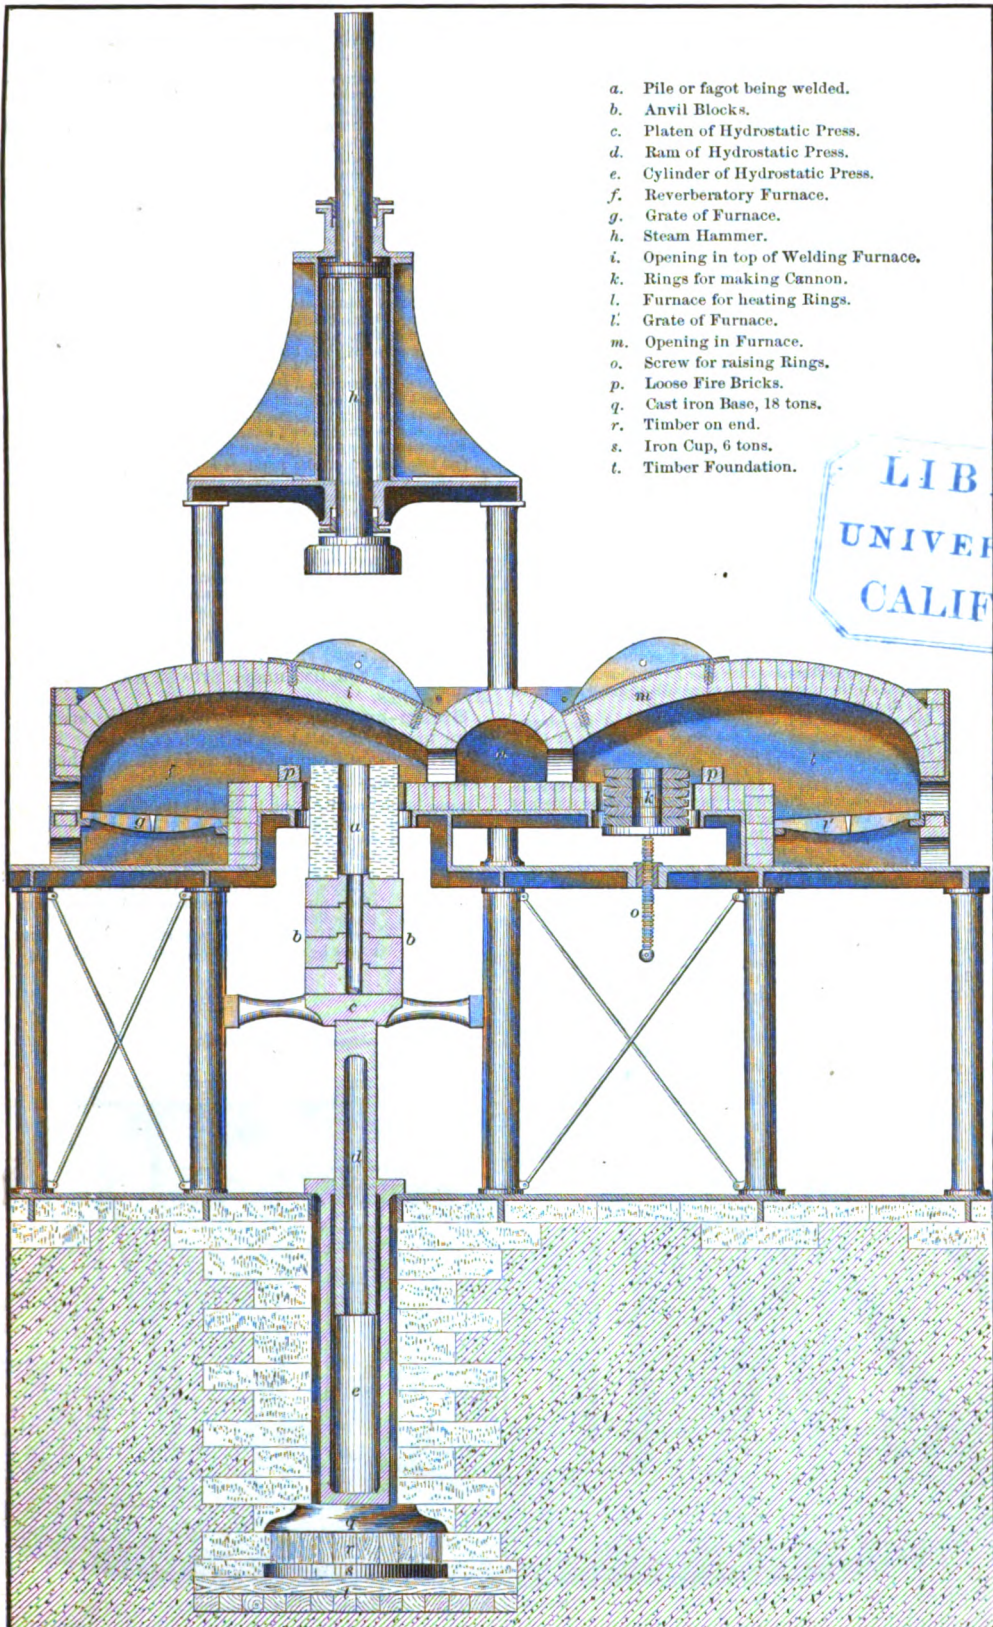 a. Pile or fagot being welded.
b. Anvil Blocks.
c. Platen of Hydrostatic Press.
d. Ram of Hydrostatic Press.
e. Cylinder of Hydrostatic Press.
f. Reverberatory Furnace.
g. Grate of Furnace.
h. Steam Hammer.
i. Opening in top of Welding Furnace.
k. Rings for making Cannon.
l. Furnace for heating Rings.
l'. Grate of Furnace.
m. Opening in Furnace.
o. Screw for raising Rings.
p. Loose Fire Bricks.
q. Cast iron Base, 18 tons.
r. Timber on end.
s. Iron Cup, 6 tons.
t. Timber Foundation.
LIB
UNIVER
CALIF
h
i
m
f
p
p
l
k
a
g
l'
o
b
b
c
d
e
q
r
s
t